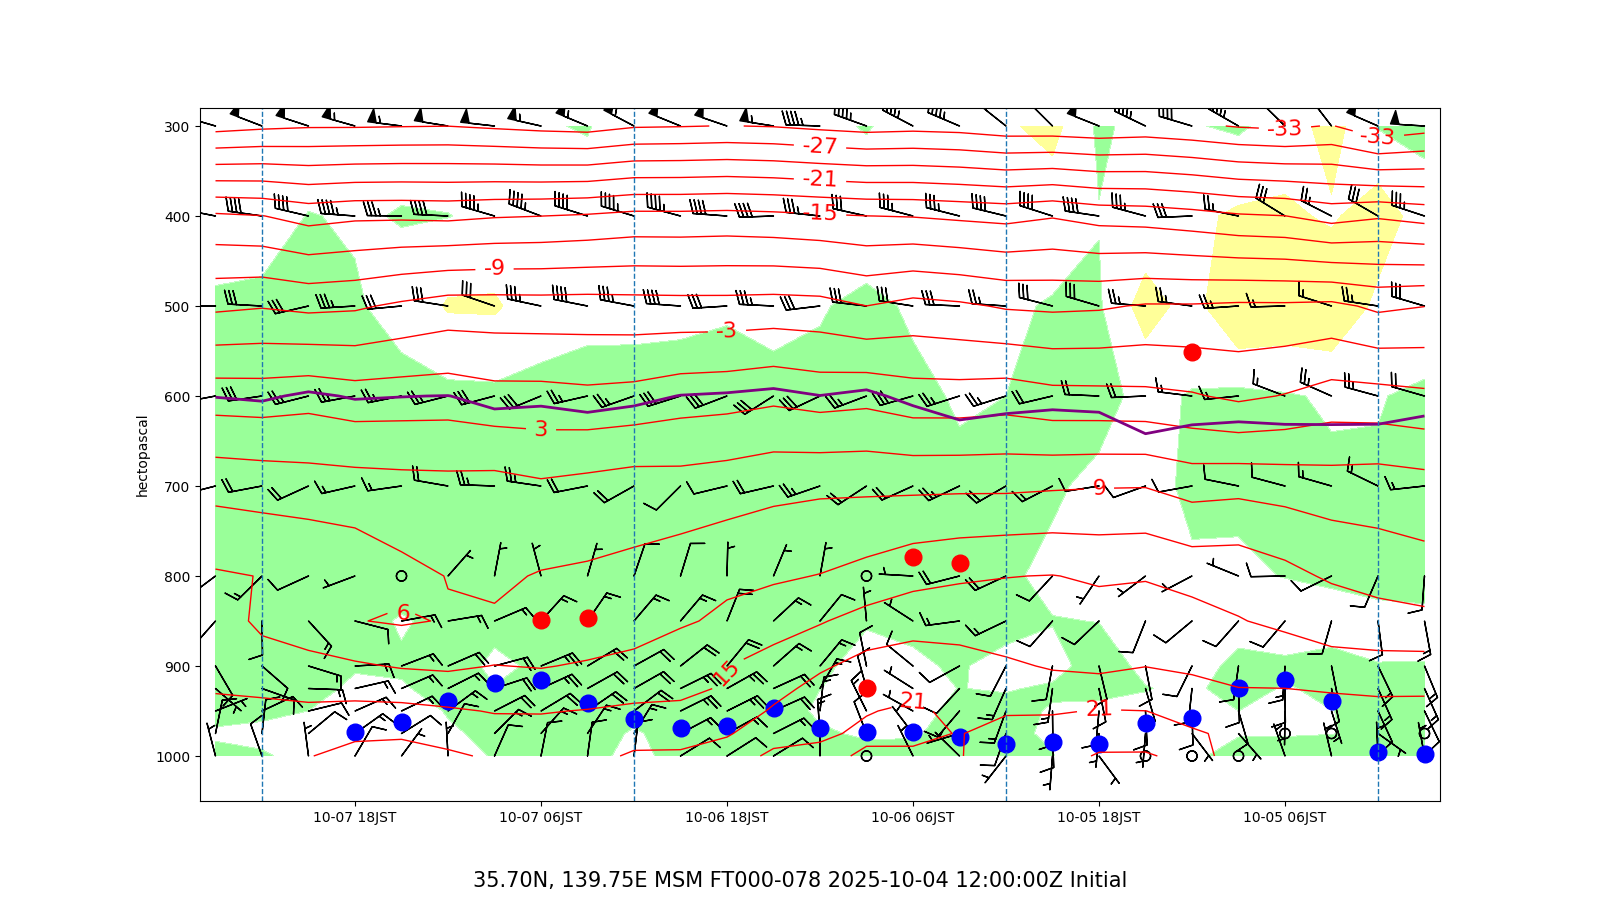 300
400
500
600
700
800
900
1000
hectopascal
-33
-33
-27
-21
-15
-9
-3
3
9
6
15
21
21
10-07 18JST
10-07 06JST
10-06 18JST
10-06 06JST
10-05 18JST
10-05 06JST
35.70N, 139.75E MSM FT000-078 2025-10-04 12:00:00Z Initial